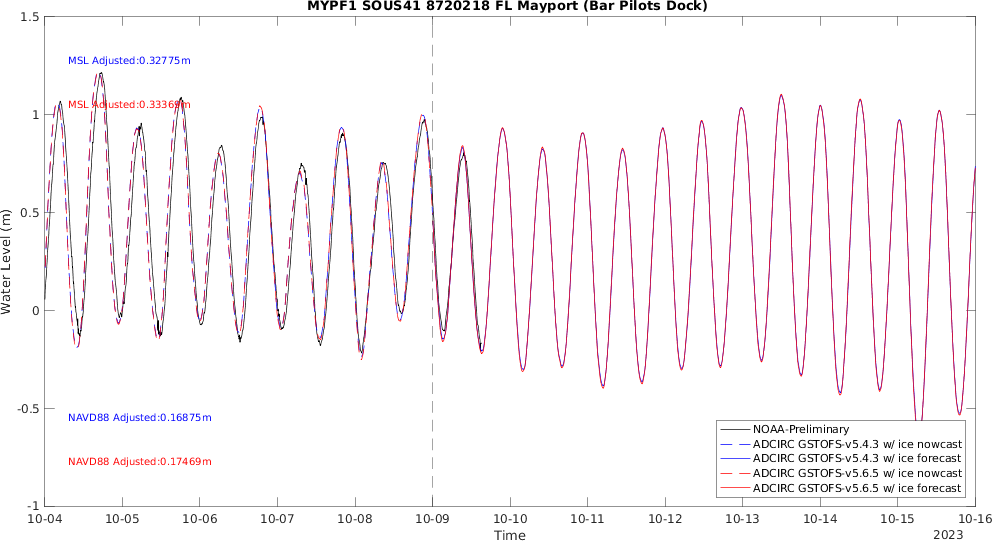 MYPF1 SOUS41 8720218 FL Mayport (Bar Pilots Dock)
1.5
MSL Adjusted:0.32775m
MSL Adjusted:0.33369m
1
0.5
Water Level (m)
0
-0.5
NAVD88 Adjusted:0.16875m
NAVD88 Adjusted:0.17469m
NOAA-Preliminary
ADCIRC GSTOFS-v5.4.3 w/ ice nowcast
ADCIRC GSTOFS-v5.4.3 w/ ice forecast
ADCIRC GSTOFS-v5.6.5 w/ ice nowcast
ADCIRC GSTOFS-v5.6.5 w/ ice forecast
-1
10-04 10-05 10-06 10-07 10-08 10-09 10-10 10-11 10-12 10-13 10-14 10-15 10-16
Time
2023